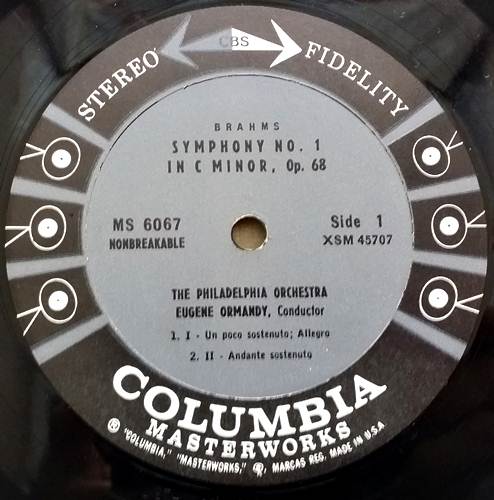 CBS
STEREO FIDELITY
BRAHMS
SYMPHONY NO. 1
IN C MINOR, Op. 68
MS 6067
NONBREAKABLE
Side 1
XSM 45707
THE PHILADELPHIA ORCHESTRA
EUGENE ORMANDY, Conductor
1. I - Un poco sostenuto; Allegro
2. II - Andante sostenuto
COLUMBIA
MASTERWORKS
® "COLUMBIA," "MASTERWORKS," Ⓟ, MARCAS REG. MADE IN U.S.A